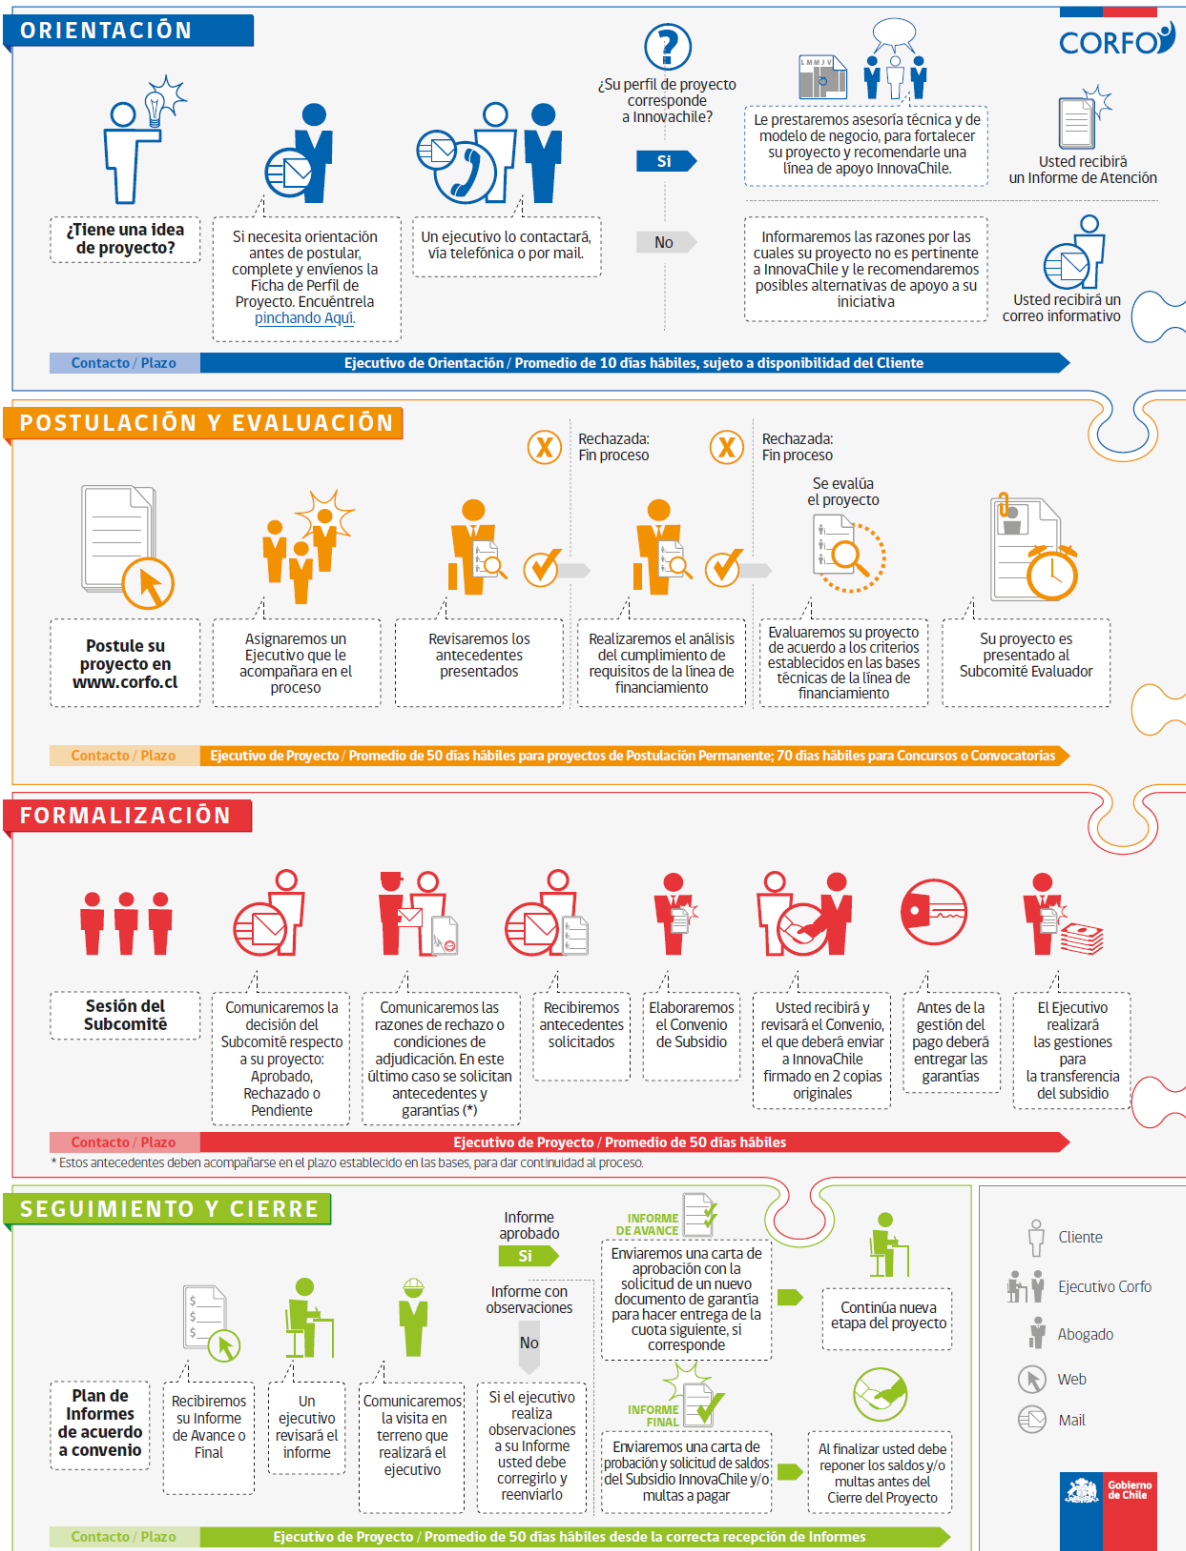 ORIENTACIÓN
CORFO
¿Tiene una idea
de proyecto?
Si necesita orientación
antes de postular,
complete y envíenos la
Ficha de Perfil de
Proyecto. Encuéntrela
pinchando Aquí.
Un ejecutivo lo contactará,
vía telefónica o por mail.
?
¿Su perfil de proyecto
corresponde
a Innovachile?
Si
No
L M M J V
Le prestaremos asesoría técnica y de
modelo de negocio, para fortalecer
su proyecto y recomendarle una
línea de apoyo InnovaChile.
Usted recibirá
un Informe de Atención
Informaremos las razones por las
cuales su proyecto no es pertinente
a InnovaChile y le recomendaremos
posibles alternativas de apoyo a su
iniciativa
Usted recibirá un
correo informativo
Contacto / Plazo
Ejecutivo de Orientación / Promedio de 10 días hábiles, sujeto a disponibilidad del Cliente
POSTULACIÓN Y EVALUACIÓN
X
Rechazada:
Fin proceso
X
Rechazada:
Fin proceso
Se evalúa
el proyecto
Postule su
proyecto en
www.corfo.cl
Asignaremos un
Ejecutivo que le
acompañara en el
proceso
Revisaremos los
antecedentes
presentados
Realizaremos el análisis
del cumplimiento de
requisitos de la línea de
financiamiento
Evaluaremos su proyecto
de acuerdo a los criterios
establecidos en las bases
técnicas de la línea de
financiamiento
Su proyecto es
presentado al
Subcomité Evaluador
Contacto / Plazo
Ejecutivo de Proyecto / Promedio de 50 días hábiles para proyectos de Postulación Permanente; 70 días hábiles para Concursos o Convocatorias
FORMALIZACIÓN
Sesión del
Subcomité
Comunicaremos la
decisión del
Subcomité respecto
a su proyecto:
Aprobado,
Rechazado o
Pendiente
Comunicaremos las
razones de rechazo o
condiciones de
adjudicación. En este
último caso se solicitan
antecedentes y
garantías (*)
Recibiremos
antecedentes
solicitados
Elaboraremos
el Convenio
de Subsidio
Usted recibirá y
revisará el Convenio,
el que deberá enviar
a InnovaChile
firmado en 2 copias
originales
Antes de la
gestión del
pago deberá
entregar las
garantías
El Ejecutivo
realizará
las gestiones
para
la transferencia
del subsidio
Contacto / Plazo
Ejecutivo de Proyecto / Promedio de 50 días hábiles
* Estos antecedentes deben acompañarse en el plazo establecido en las bases, para dar continuidad al proceso.
SEGUIMIENTO Y CIERRE
Plan de
Informes
de acuerdo
a convenio
$
$
$
Recibiremos
su Informe
de Avance o
Final
Un
ejecutivo
revisará el
informe
Comunicaremos
la visita en
terreno que
realizará el
ejecutivo
Informe
aprobado
Si
Informe con
observaciones
No
Si el ejecutivo
realiza
observaciones
a su Informe
usted debe
corregirlo y
reenviarlo
INFORME
DE AVANCE
Enviaremos una carta de
aprobación con la
solicitud de un nuevo
documento de garantía
para hacer entrega de la
cuota siguiente, si
corresponde
Continúa nueva
etapa del proyecto
INFORME
FINAL
Enviaremos una carta de
probación y solicitud de saldos
del Subsidio InnovaChile y/o
multas a pagar
Al finalizar usted debe
reponer los saldos y/o
multas antes del
Cierre del Proyecto
Contacto / Plazo
Ejecutivo de Proyecto / Promedio de 50 días hábiles desde la correcta recepción de Informes
Cliente
Ejecutivo Corfo
Abogado
Web
Mail
Gobierno
de Chile